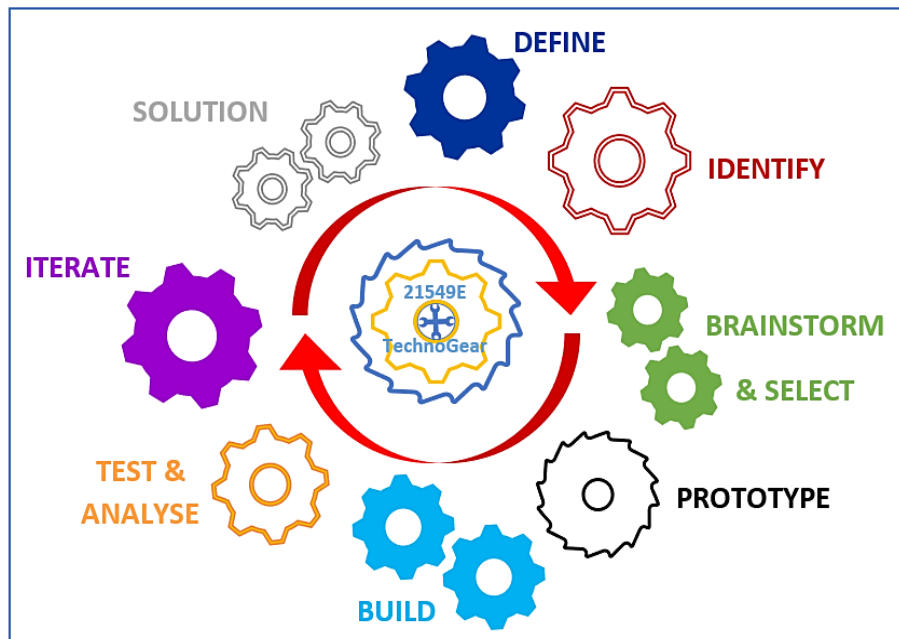 DEFINE
IDENTIFY
BRAINSTORM
& SELECT
PROTOTYPE
BUILD
TEST &
ANALYSE
ITERATE
SOLUTION
21549E
TechnoGear